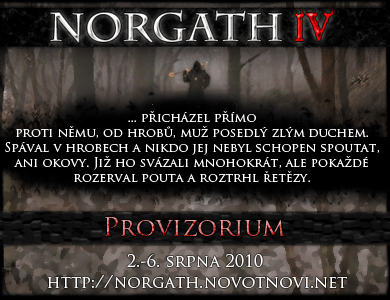 NORGATH IV
... PŘICHÁZEL PŘÍMO
PROTI NĚMU, OD HROBŮ, MUŽ POSEDLÝ ZLÝM DUCHEM.
SPÁVAL V HROBECH A NIKDO JEJ NEBYL SCHOPEN SPOUTAT,
ANI OKOVY. JIŽ HO SVÁZALI MNOHOKRÁT, ALE POKAŽDÉ
ROZERVAL POUTA A ROZTRHL ŘETĚZY.
PROVIZORIUM
2.-6. SRPNA 2010
HTTP://NORGATH.NOVOTNOVI.NET